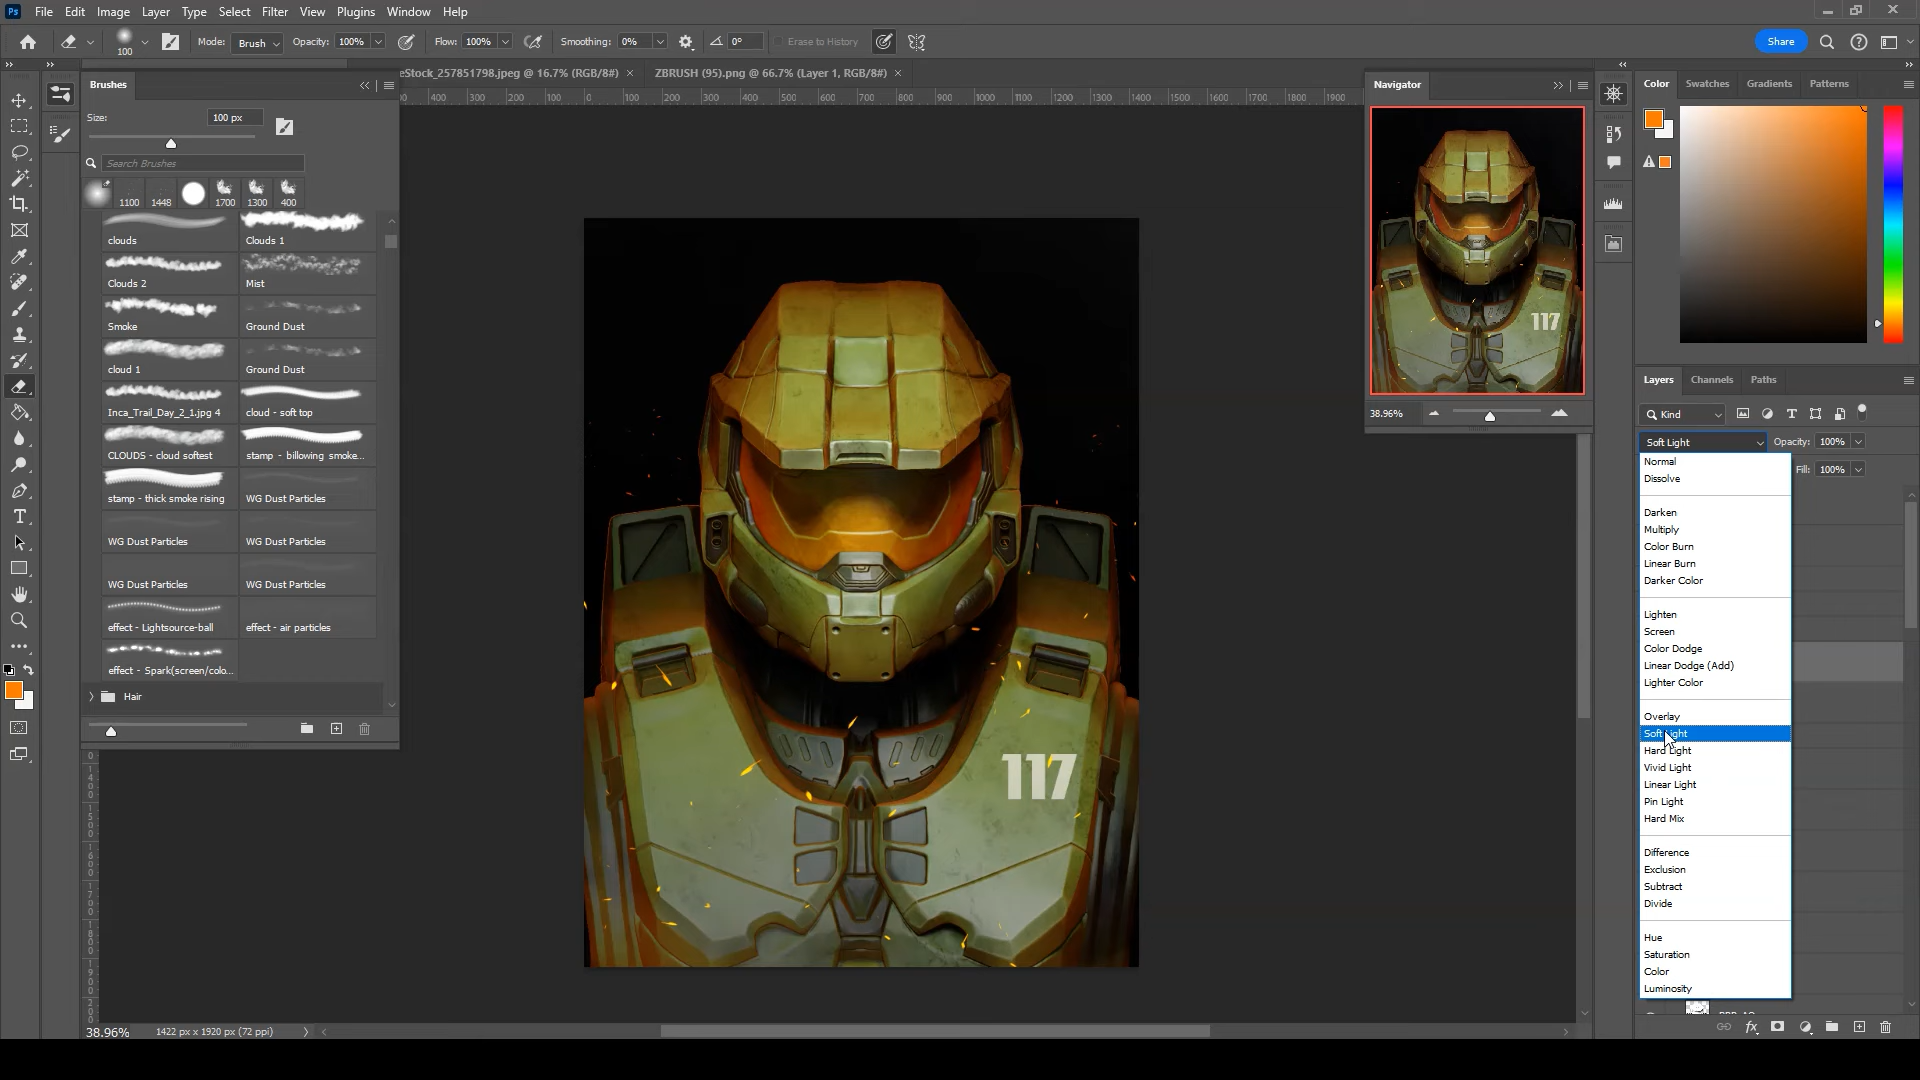 Ps File Edit Image Layer Type Select Filter View Plugins Window Help
100 Mode: Brush Opacity: 100% Flow: 100% Smoothing: 0% 0° Erase to History Share
eStock_257851798.jpeg @ 16.7% (RGB/8#) × ZBRUSH (95).png @ 66.7% (Layer 1, RGB/8#) ×
Brushes
Size: 100 px
Search Brushes
1100 1448 1700 1300 400
clouds Clouds 1
Clouds 2 Mist
Smoke Ground Dust
cloud 1 Ground Dust
Inca_Trail_Day_2_1.jpg 4 cloud - soft top
CLOUDS - cloud softest stamp - billowing smoke...
stamp - thick smoke rising WG Dust Particles
WG Dust Particles WG Dust Particles
WG Dust Particles WG Dust Particles
effect - Lightsource-ball effect - air particles
effect - Spark(screen/colo...
Hair
400 300 200 100 0 100 200 300 400 500 600 700 800 900 1000 1100 1200 1300 1400 1500 1600 1700 1800 1900
117
Navigator
117
38.96%
Color Swatches Gradients Patterns
Layers Channels Paths
Kind
Soft Light Opacity: 100%
Fill: 100%
Normal
Dissolve
Darken
Multiply
Color Burn
Linear Burn
Darker Color
Lighten
Screen
Color Dodge
Linear Dodge (Add)
Lighter Color
Overlay
Soft Light
Hard Light
Vivid Light
Linear Light
Pin Light
Hard Mix
Difference
Exclusion
Subtract
Divide
Hue
Saturation
Color
Luminosity
fx
38.96% 1422 px x 1920 px (72 ppi)